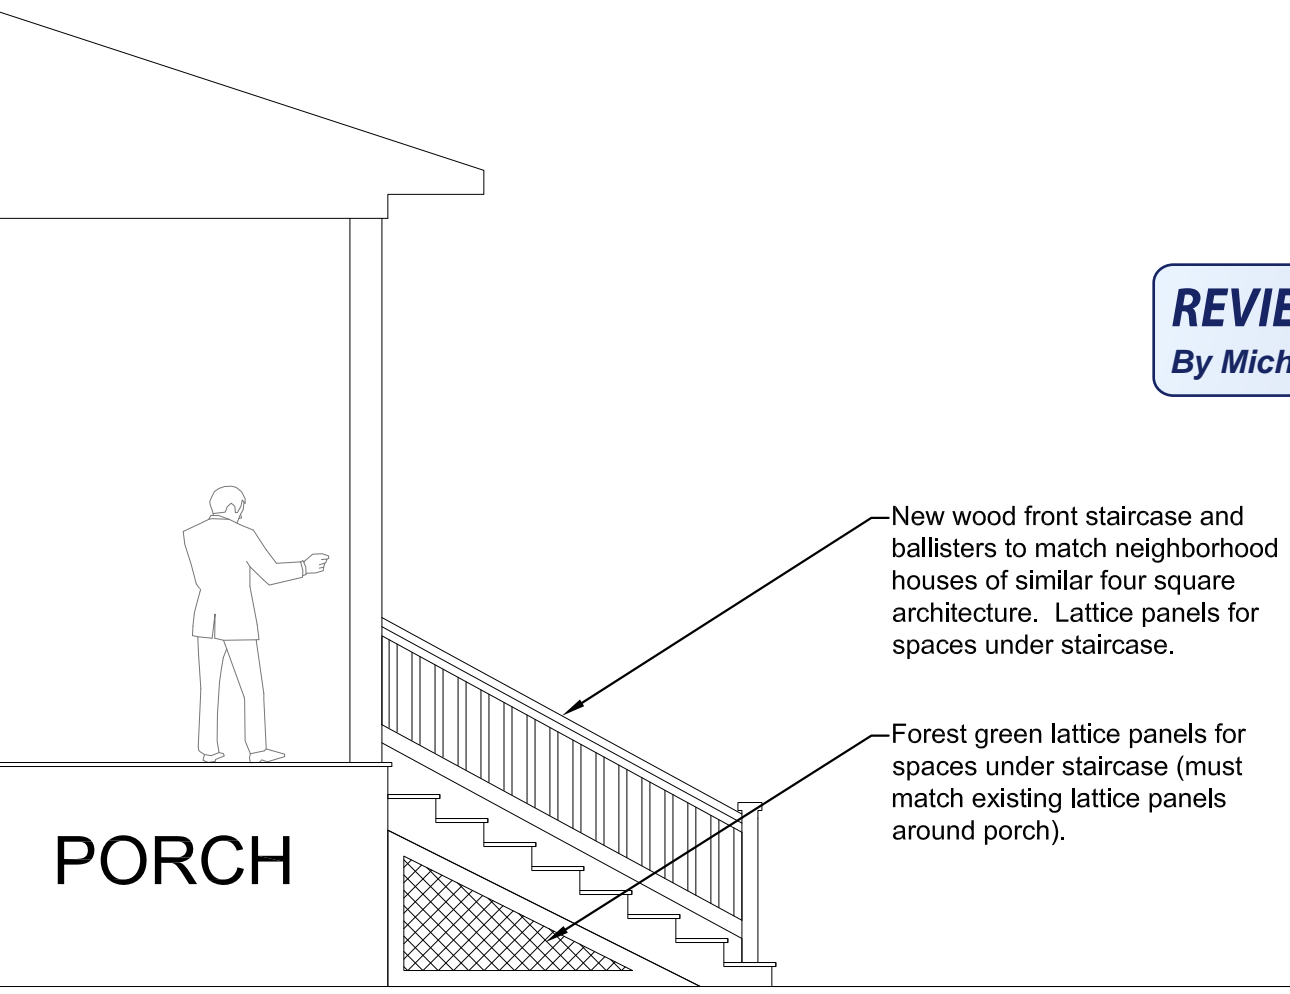 REVIE
By Mich
New wood front staircase and
ballisters to match neighborhood
houses of similar four square
architecture.  Lattice panels for
spaces under staircase.
Forest green lattice panels for
spaces under staircase (must
match existing lattice panels
around porch).
PORCH